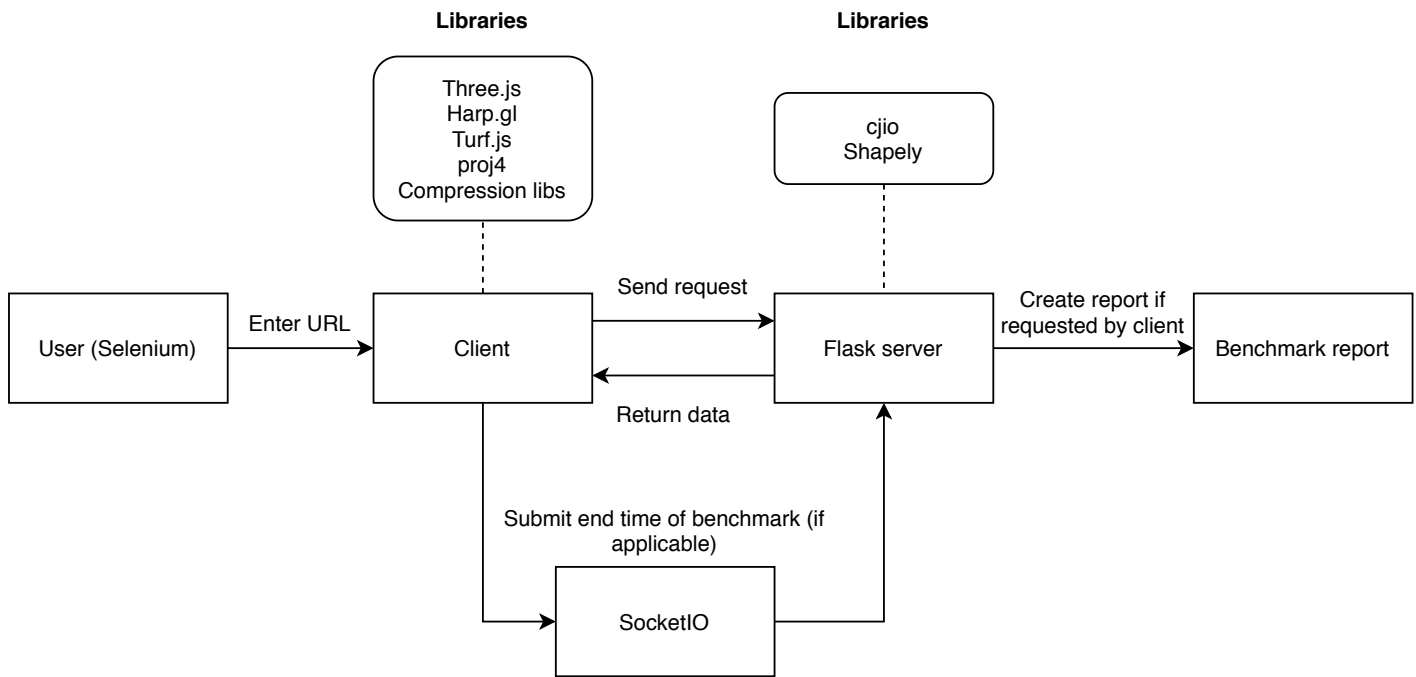 Libraries
Libraries
Three.js
Harp.gl
Turf.js
proj4
Compression libs
cjio
Shapely
User (Selenium)
Enter URL
Client
Send request
Return data
Flask server
Create report if
requested by client
Benchmark report
Submit end time of benchmark (if
applicable)
SocketIO